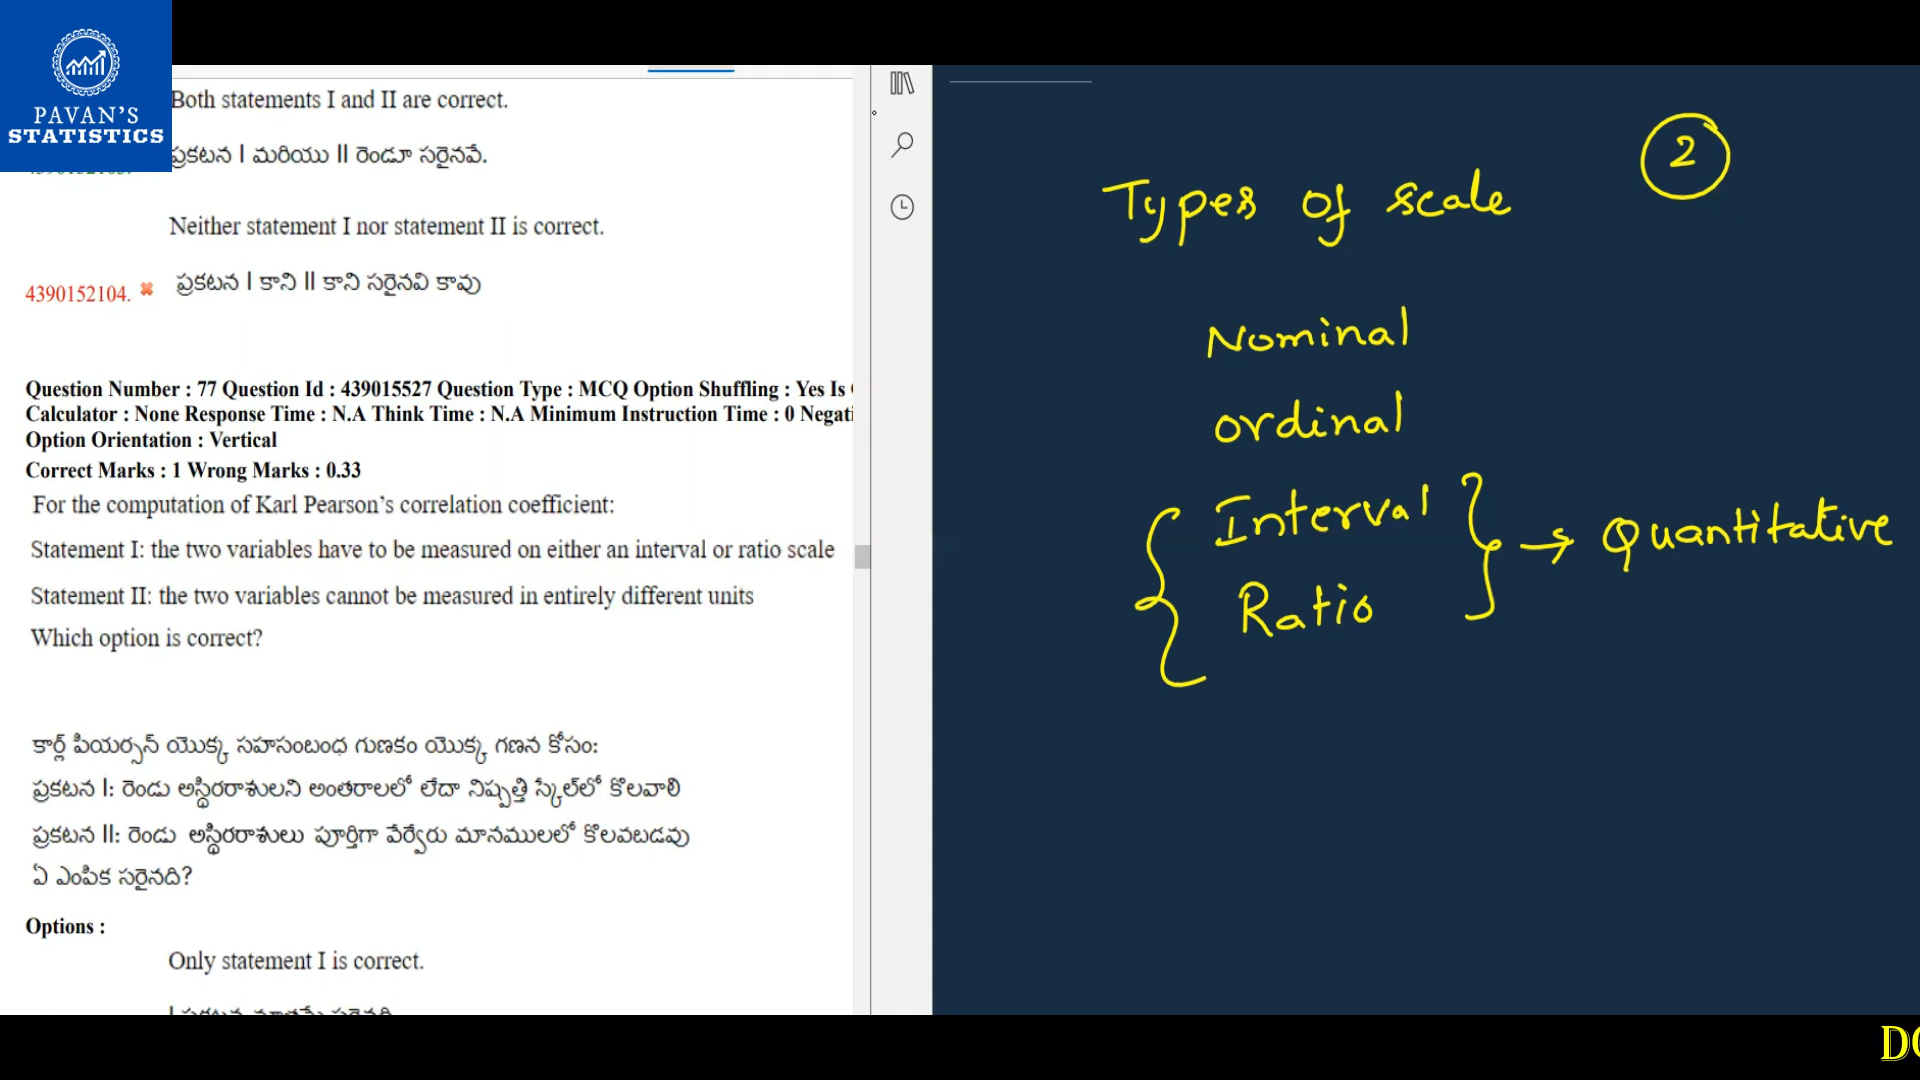 PAVAN'S
STATISTICS
Both statements I and II are correct.
ప్రకటన I మరియు II రెండూ సరైనవే.
Neither statement I nor statement II is correct.
4390152104. ప్రకటన I కాని II కాని సరైనవి కావు
Question Number : 77 Question Id : 439015527 Question Type : MCQ Option Shuffling : Yes Is
Calculator : None Response Time : N.A Think Time : N.A Minimum Instruction Time : 0 Negati
Option Orientation : Vertical
Correct Marks : 1 Wrong Marks : 0.33
For the computation of Karl Pearson's correlation coefficient:
Statement I: the two variables have to be measured on either an interval or ratio scale
Statement II: the two variables cannot be measured in entirely different units
Which option is correct?
కార్ల్ పియర్సన్ యొక్క సహసంబంధ గుణకం యొక్క గణన కోసం:
ప్రకటన I: రెండు అస్థిరరాశులని అంతరాలలో లేదా నిష్పత్తి స్కేల్‌లో కొలవాలి
ప్రకటన II: రెండు అస్థిరరాశులు పూర్తిగా వేర్వేరు మానములలో కొలవబడవు
ఏ ఎంపిక సరైనది?
Options :
Only statement I is correct.
2
Types of scale
Nominal
ordinal
Interval
Ratio
→ Quantitative
DO